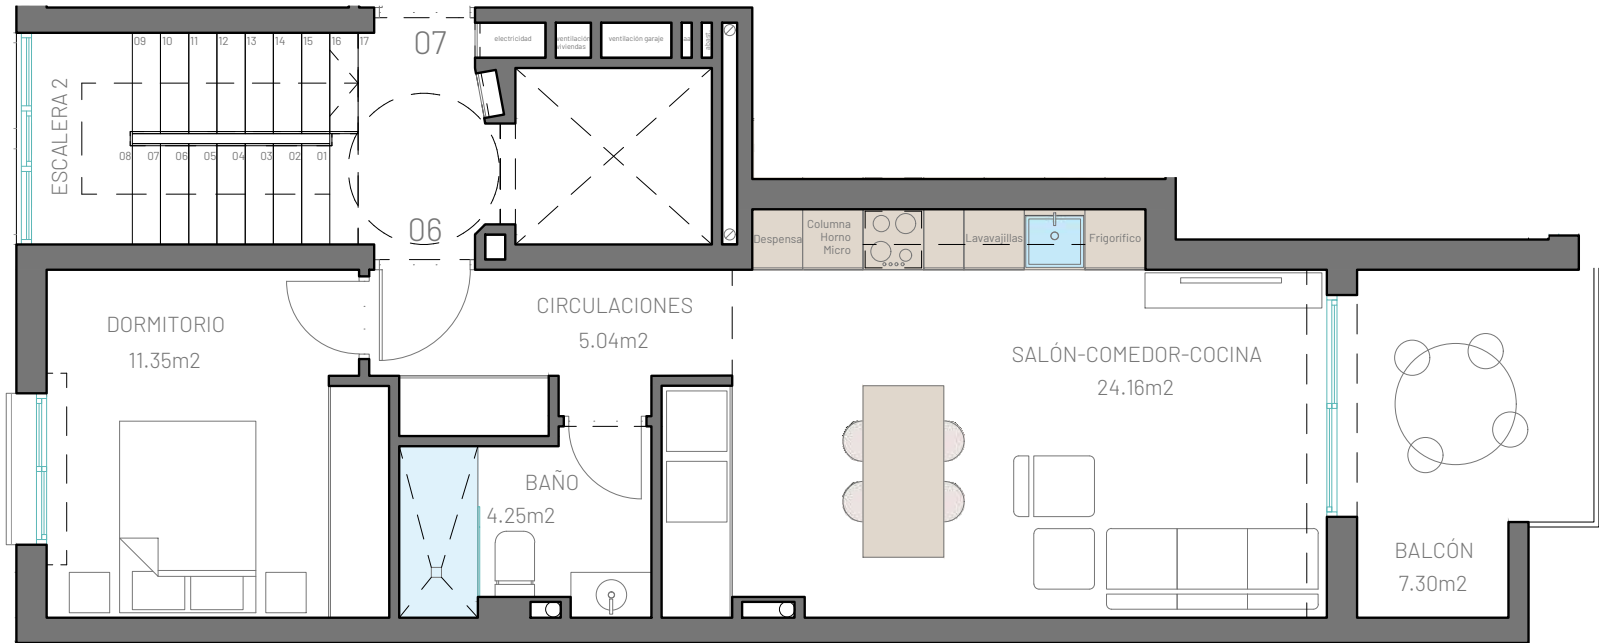 09 10 11 12 13 14 15 16 17
07
electricidad
ventilación
viviendas
ventilación garaje
ESCALERA 2
08 07 06 05 04 03 02 01
06
Despensa
Columna
Horno
Micro
Lavavajillas
Frigorífico
DORMITORIO
11.35m2
CIRCULACIONES
5.04m2
SALÓN-COMEDOR-COCINA
24.16m2
BAÑO
4.25m2
BALCÓN
7.30m2